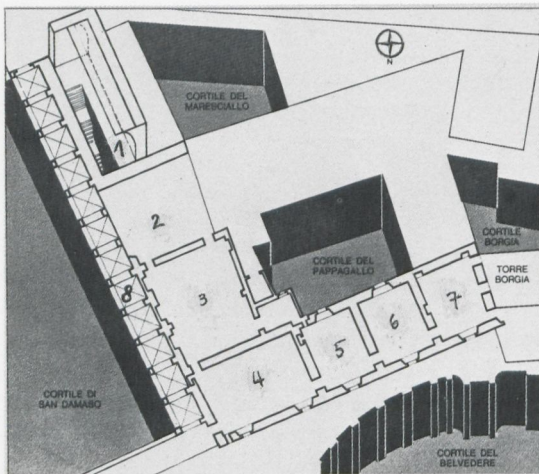 CORTILE DEL
MARESCIALLO
N
1
2
CORTILE
BORGIA
CORTILE DEL
PAPPAGALLO
TORRE
BORGIA
8
3
7
6
5
4
CORTILE DI
SAN DAMASO
CORTILE DEL
BELVEDERE